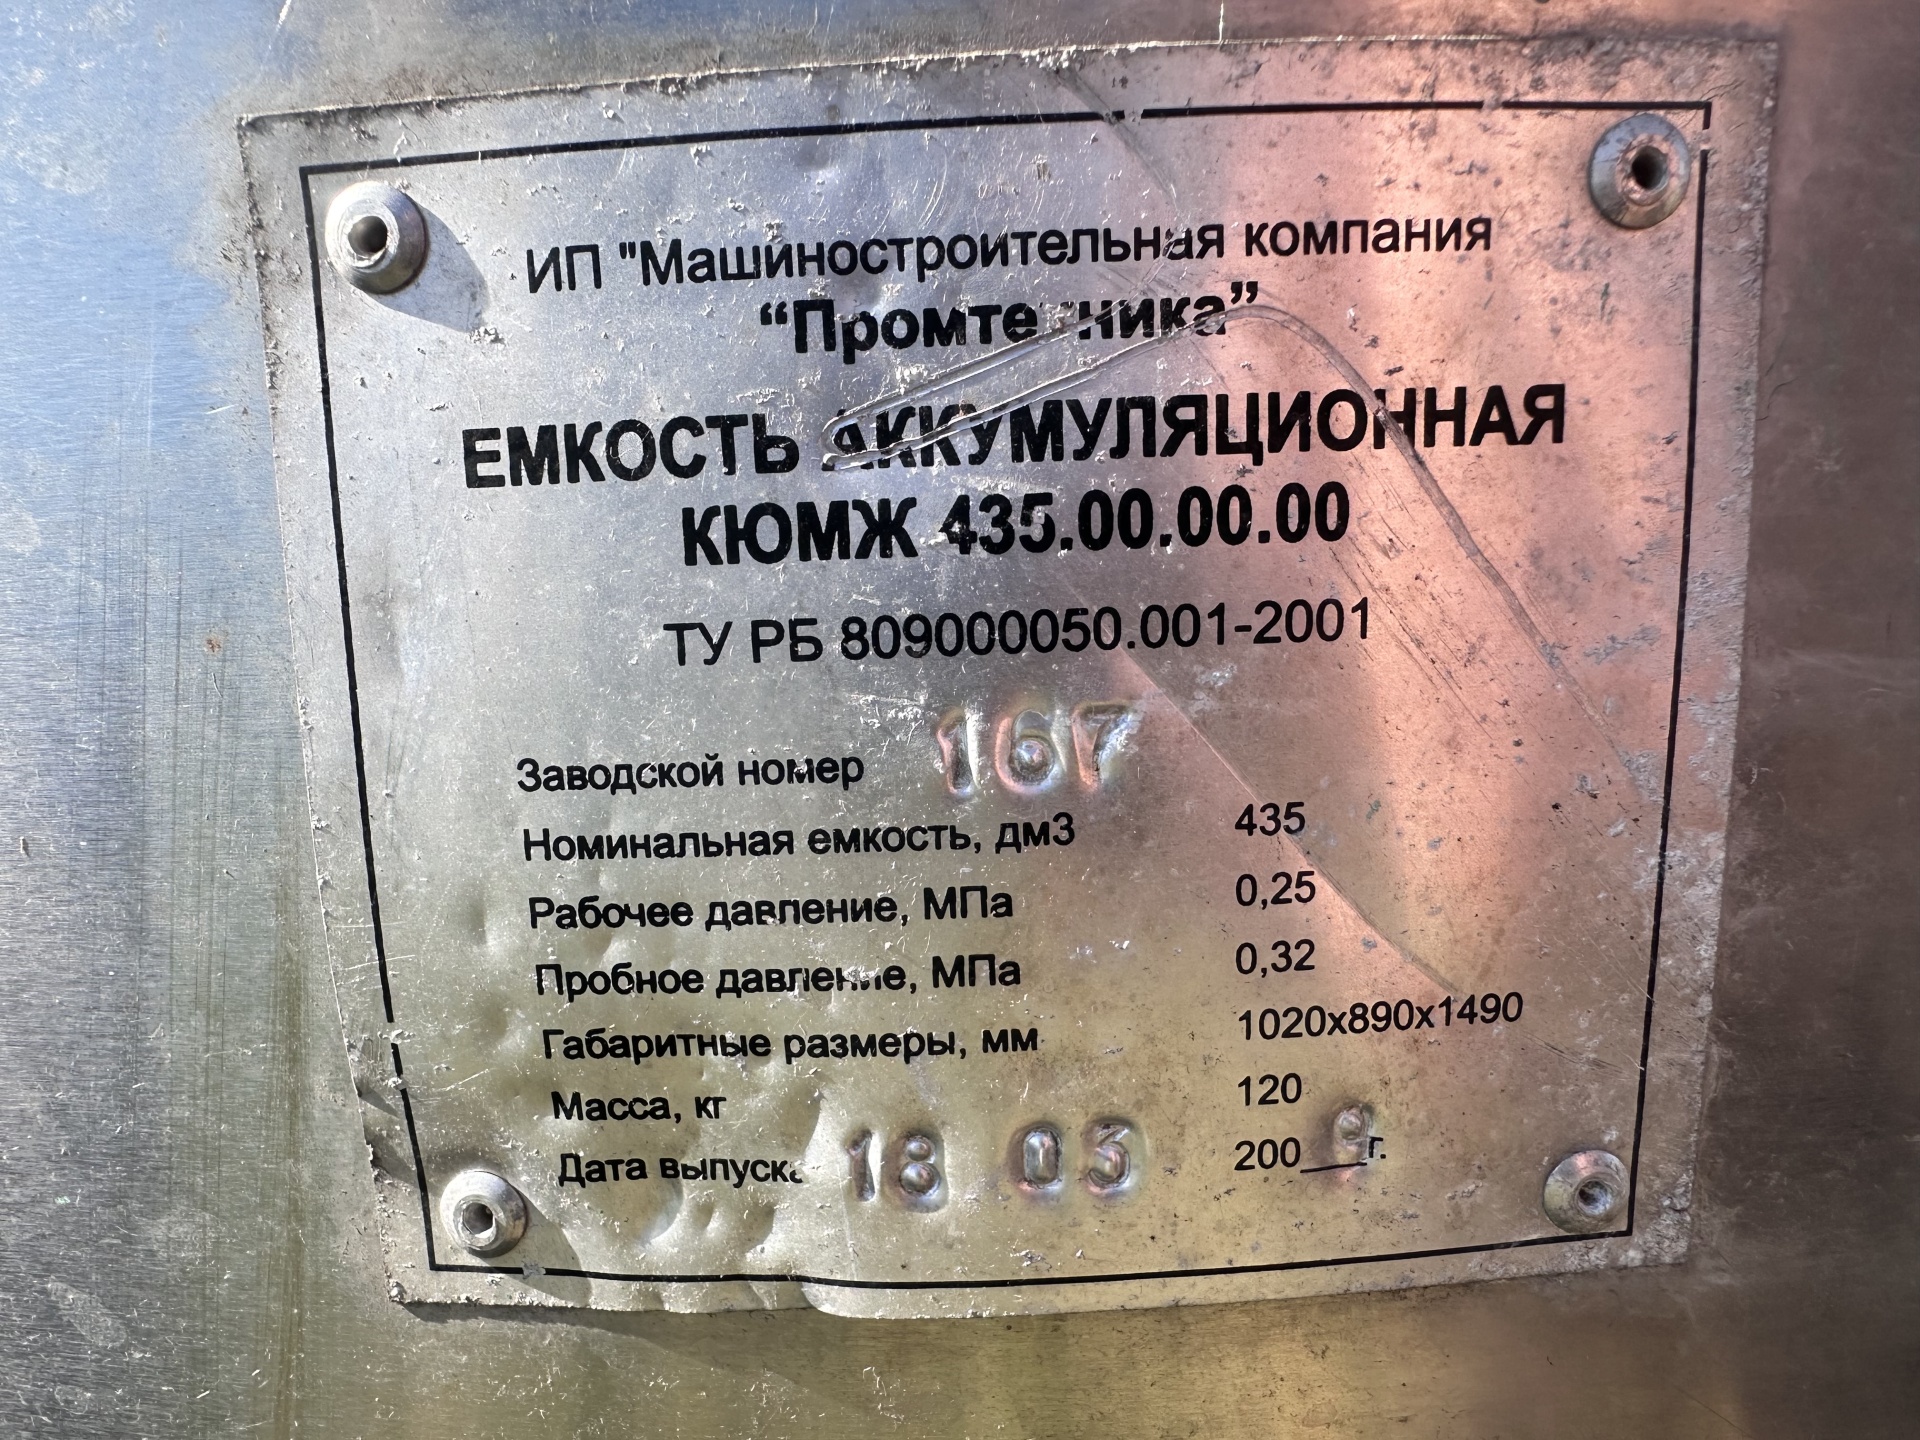 ИП "Машиностроительная компания
“Промтехника”
ЕМКОСТЬ АККУМУЛЯЦИОННАЯ
КЮМЖ 435.00.00.00
ТУ РБ 809000050.001-2001
Заводской номер 167
Номинальная емкость, дм3 435
Рабочее давление, МПа 0,25
Пробное давление, МПа 0,32
Габаритные размеры, мм 1020x890x1490
Масса, кг 120
Дата выпуска 18 03 200__г.